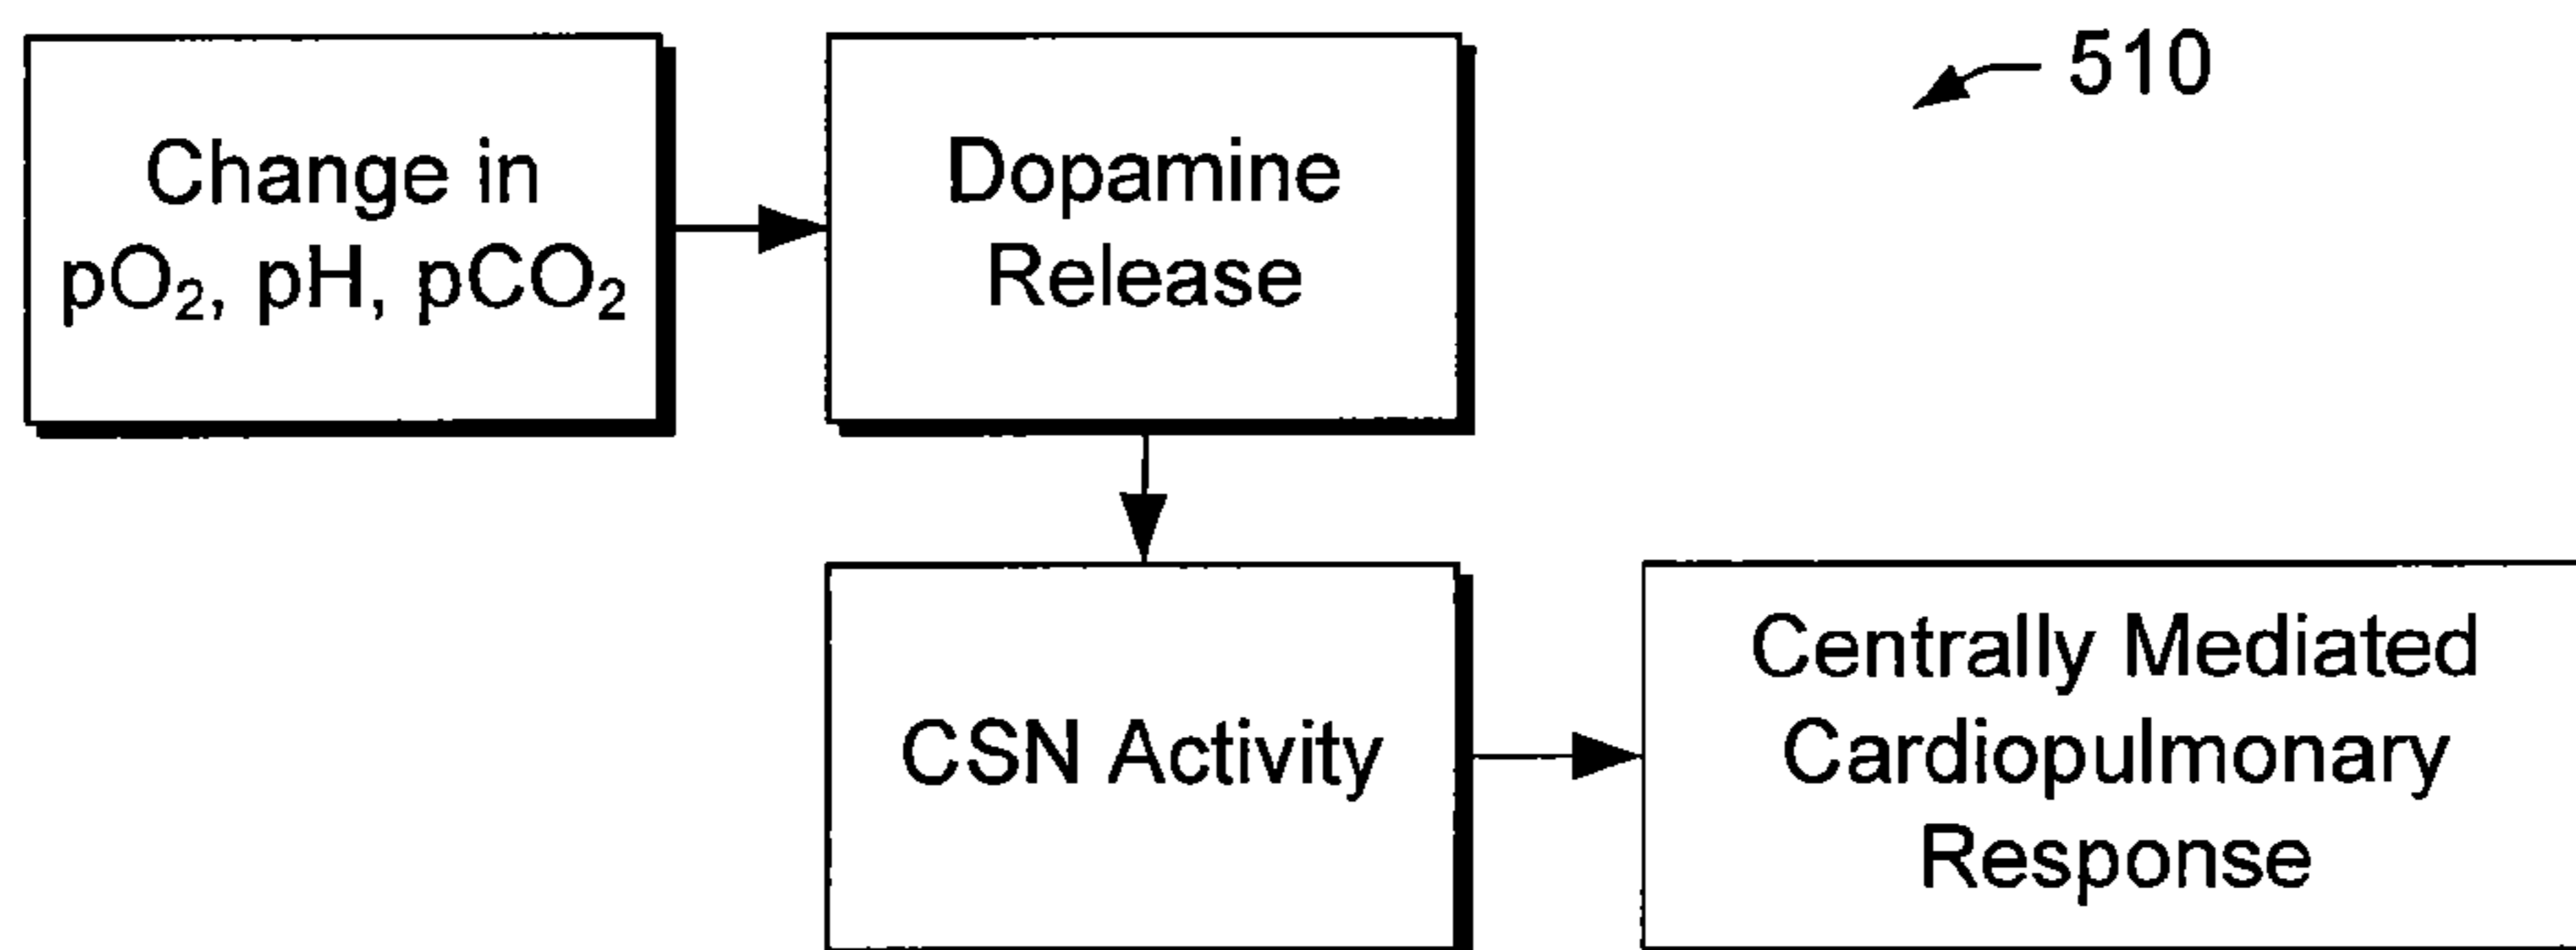 510
Change in
pO₂, pH, pCO₂
Dopamine
Release
CSN Activity
Centrally Mediated
Cardiopulmonary
Response